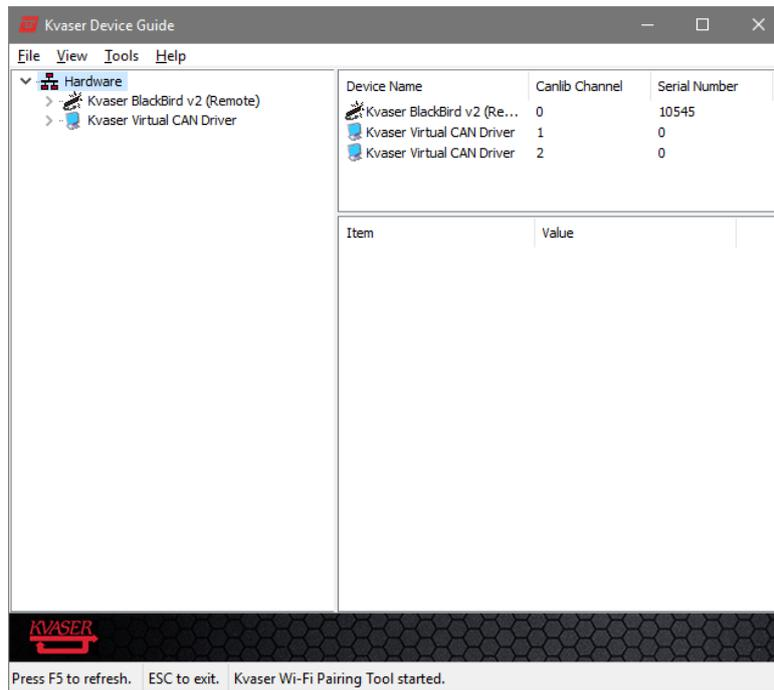 Kvaser Device Guide
File View Tools Help
Hardware
Kvaser BlackBird v2 (Remote)
Kvaser Virtual CAN Driver
Device Name Canlib Channel Serial Number
Kvaser BlackBird v2 (Re... 0 10545
Kvaser Virtual CAN Driver 1 0
Kvaser Virtual CAN Driver 2 0
Item Value
KVASER
Press F5 to refresh. ESC to exit. Kvaser Wi-Fi Pairing Tool started.